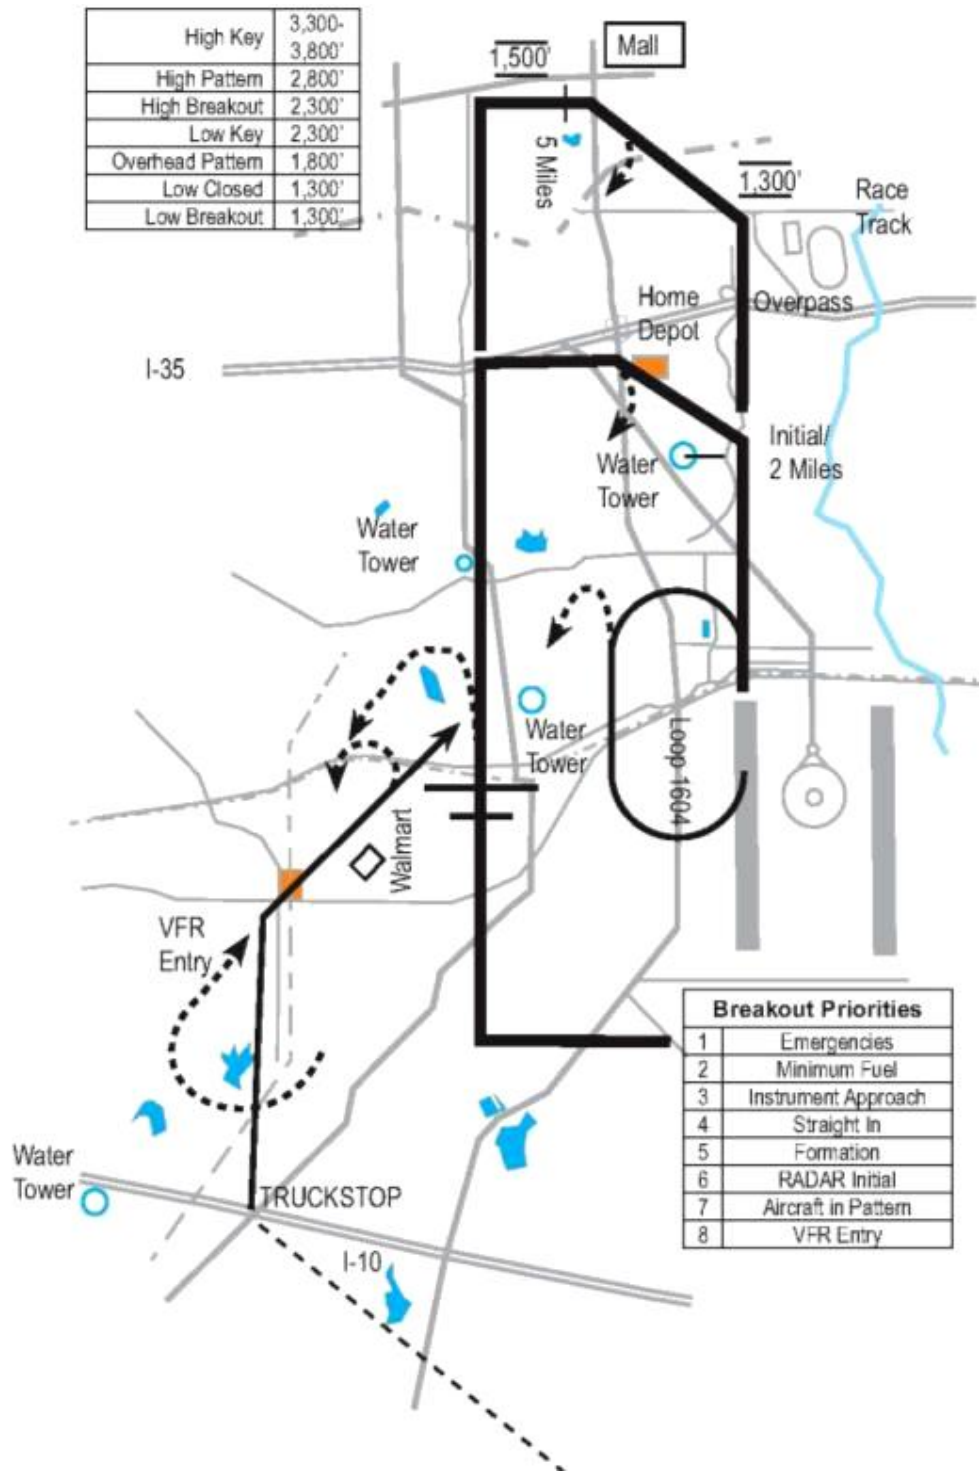 High Key 3,300-
3,800'
High Pattern 2,800'
High Breakout 2,300'
Low Key 2,300'
Overhead Pattern 1,800'
Low Closed 1,300'
Low Breakout 1,300'
1,500'
Mall
5 Miles
1,300'
Race
Track
Home
Depot
Overpass
I-35
Initial/
2 Miles
Water
Tower
Water
Tower
Water
Tower
Loop 1604
Walmart
VFR
Entry
Breakout Priorities
1 Emergencies
2 Minimum Fuel
3 Instrument Approach
4 Straight In
5 Formation
6 RADAR Initial
7 Aircraft in Pattern
8 VFR Entry
Water
Tower
TRUCKSTOP
I-10